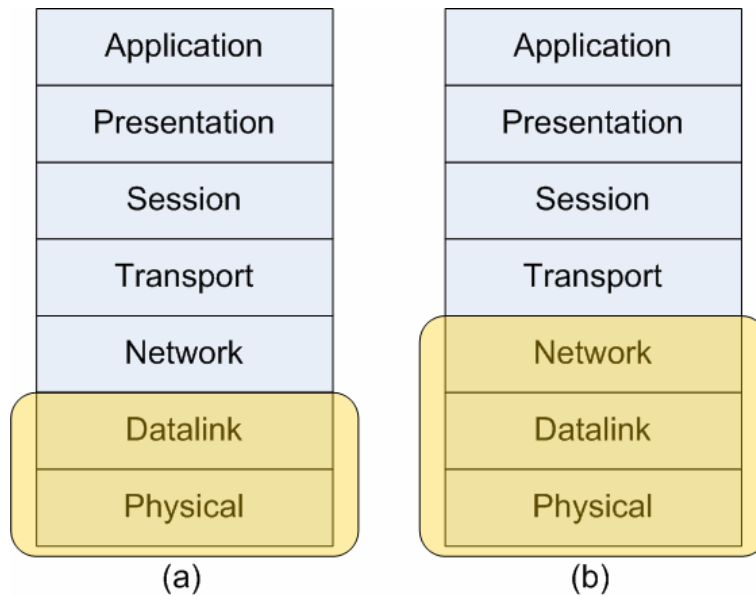 Application
Presentation
Session
Transport
Network
Datalink
Physical
(a)
Application
Presentation
Session
Transport
Network
Datalink
Physical
(b)